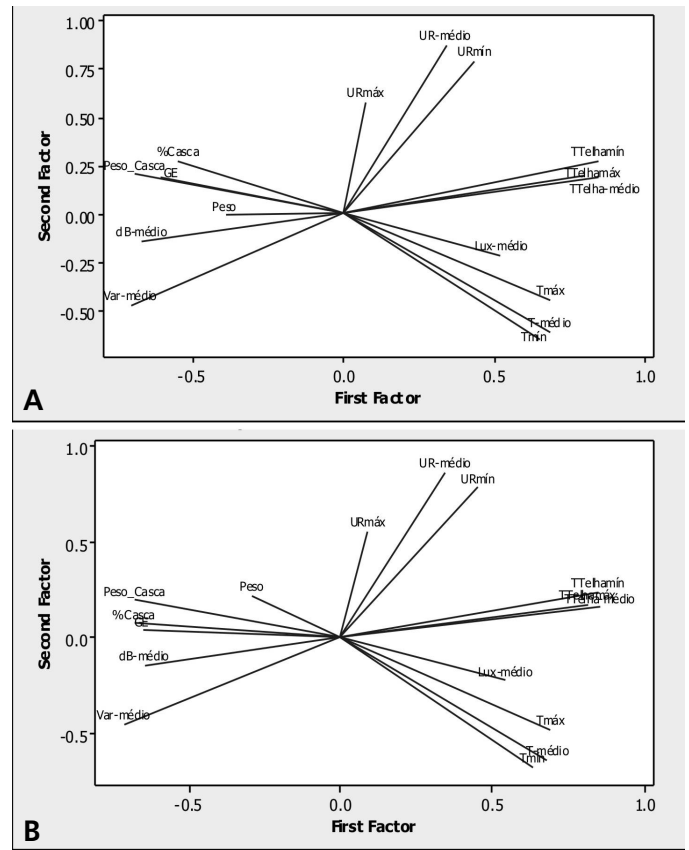 1.00
0.75
0.50
0.25
0.00
-0.25
-0.50
Second Factor
UR-médio
URmín
URmáx
%Casca
Peso_Casca
GE
Peso
dB-médio
Var-médio
TTelhamín
TTelhamáx
TTelha-médio
Lux-médio
Tmáx
T-médio
Tmín
-0.5
0.0
0.5
1.0
First Factor
A
1.0
0.5
0.0
-0.5
Second Factor
UR-médio
URmín
URmáx
Peso_Casca
Peso
%Casca
GE
dB-médio
Var-médio
TTelhamín
TTelhamáx
TTelha-médio
Lux-médio
Tmáx
T-médio
Tmín
-0.5
0.0
0.5
1.0
First Factor
B